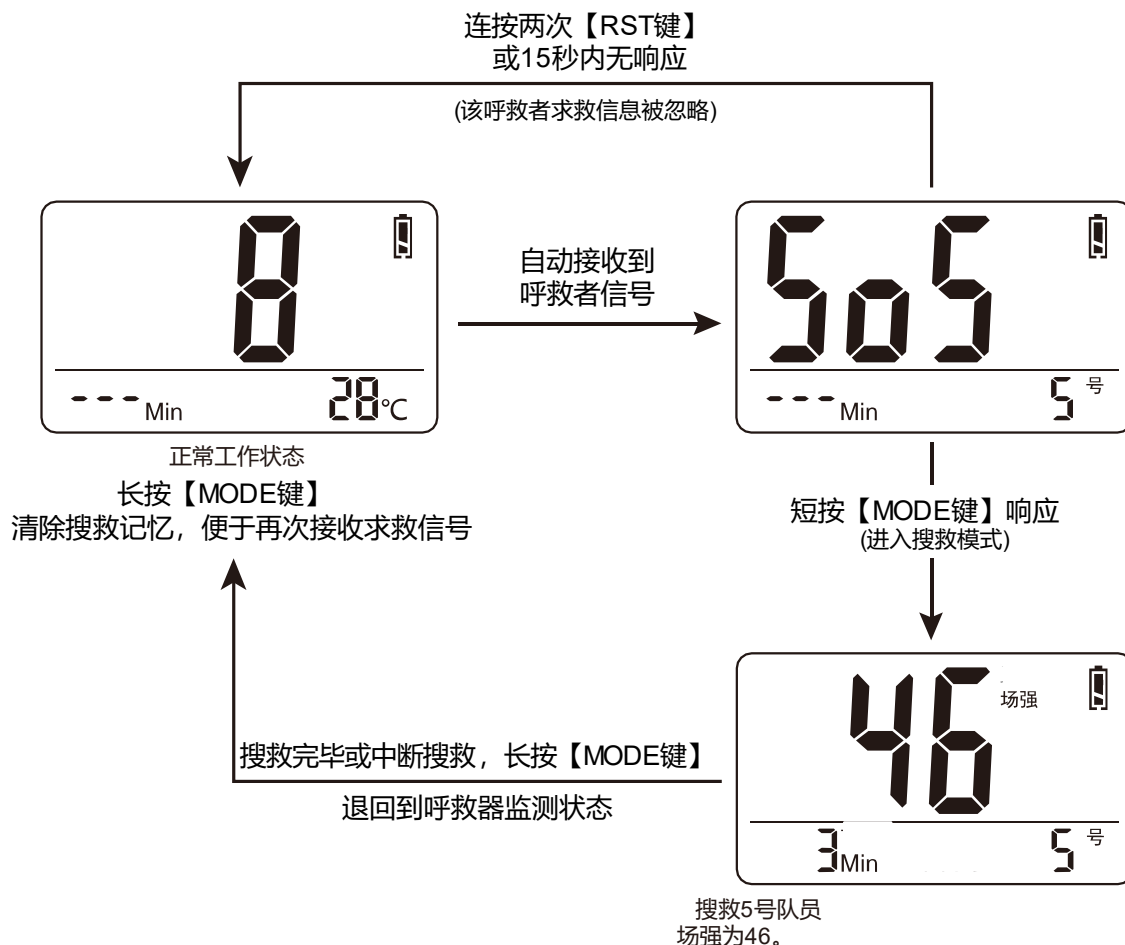 连按两次【RST键】
或15秒内无响应
(该呼救者求救信息被忽略)
8
--- Min 28℃
正常工作状态
长按【MODE键】
清除搜救记忆，便于再次接收求救信号
自动接收到
呼救者信号
SoS
--- Min 5 号
短按【MODE键】响应
(进入搜救模式)
46 场强
3 Min 5 号
搜救5号队员
场强为46。
搜救完毕或中断搜救，长按【MODE键】
退回到呼救器监测状态